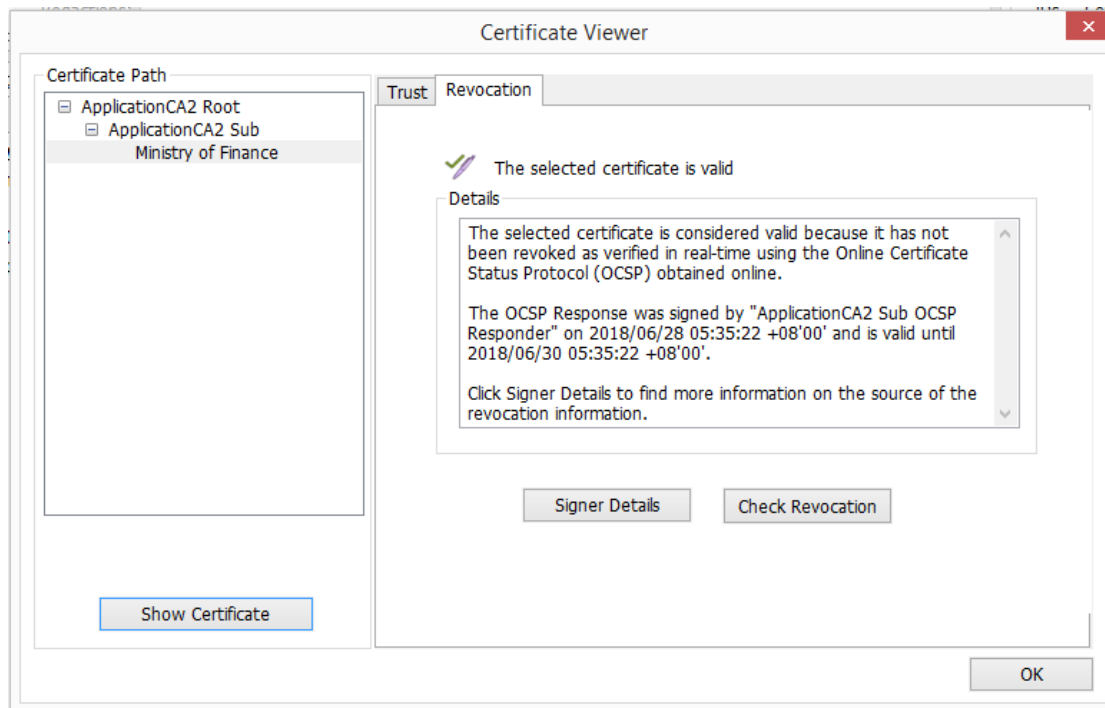 Certificate Viewer
Certificate Path
ApplicationCA2 Root
ApplicationCA2 Sub
Ministry of Finance
Show Certificate
Trust
Revocation
The selected certificate is valid
Details
The selected certificate is considered valid because it has not
been revoked as verified in real-time using the Online Certificate
Status Protocol (OCSP) obtained online.
The OCSP Response was signed by "ApplicationCA2 Sub OCSP
Responder" on 2018/06/28 05:35:22 +08'00' and is valid until
2018/06/30 05:35:22 +08'00'.
Click Signer Details to find more information on the source of the
revocation information.
Signer Details
Check Revocation
OK